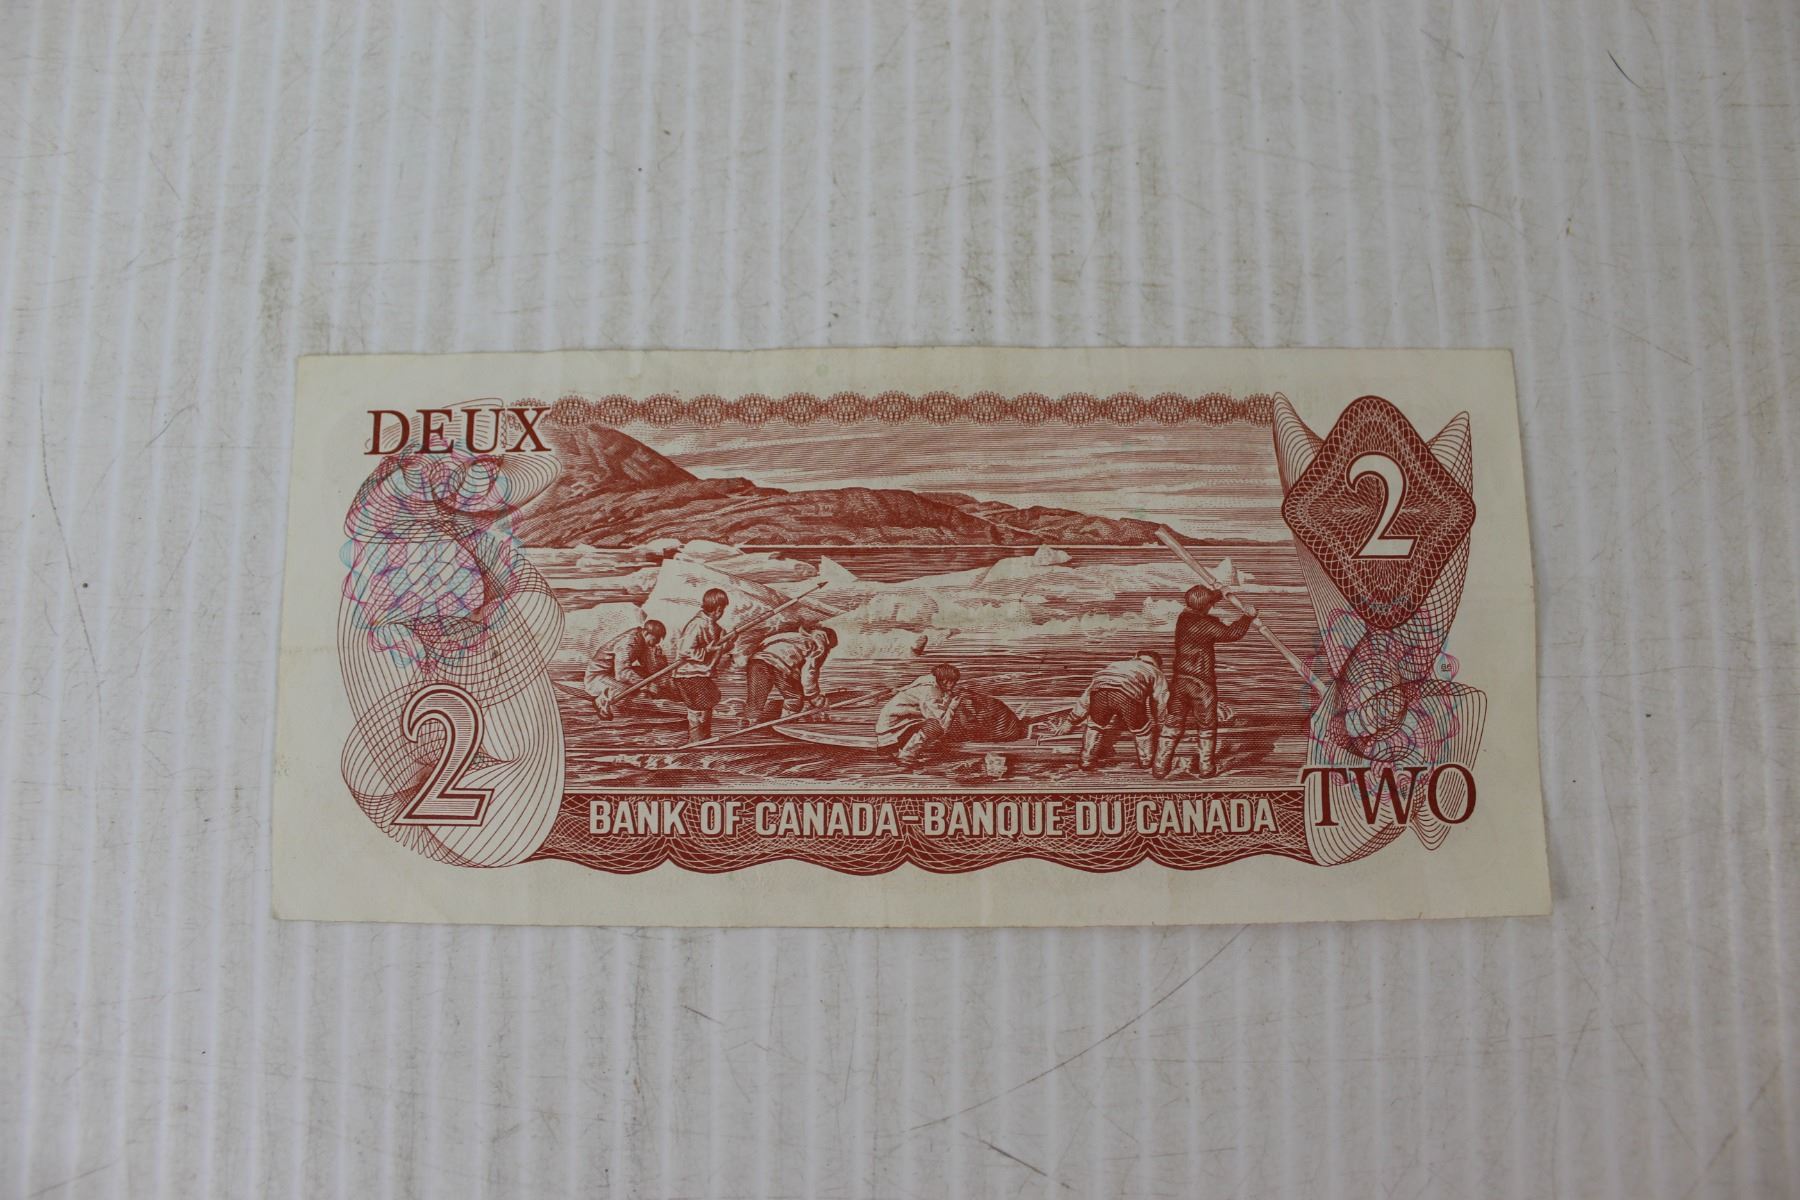 DEUX
2
2
TWO
BANK OF CANADA-BANQUE DU CANADA